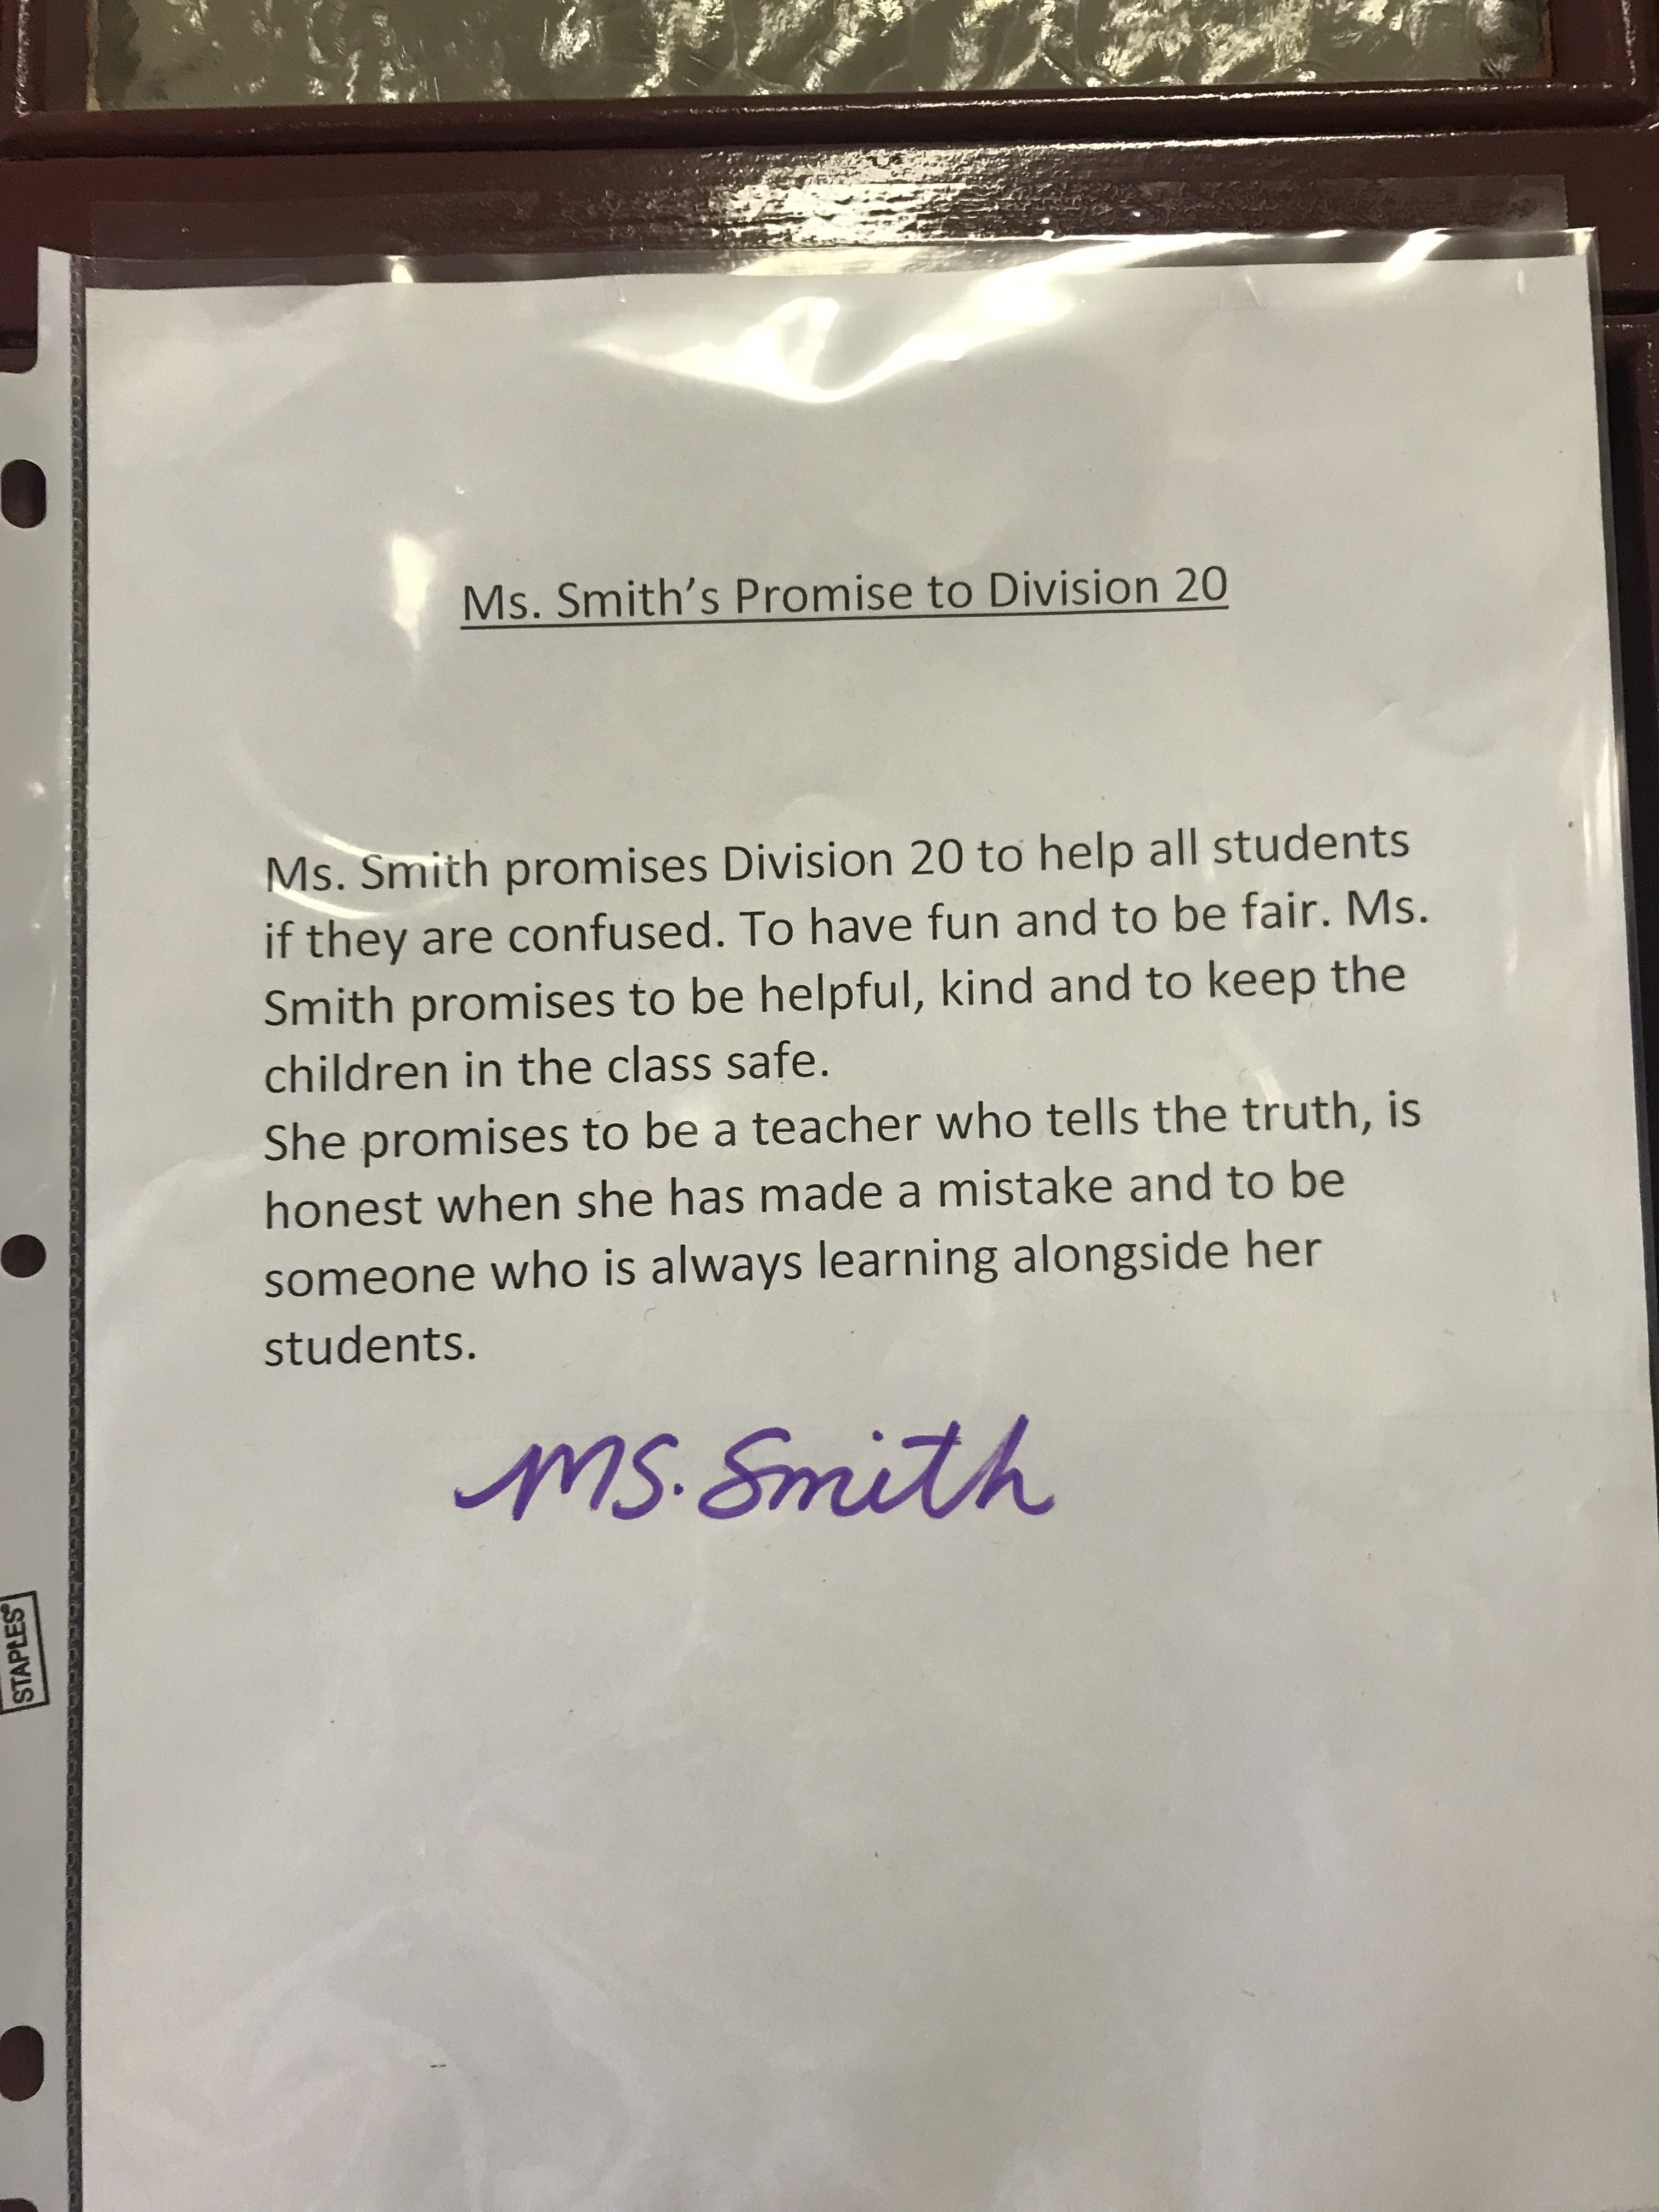 Ms. Smith’s Promise to Division 20
Ms. Smith promises Division 20 to help all students
if they are confused. To have fun and to be fair. Ms.
Smith promises to be helpful, kind and to keep the
children in the class safe.
She promises to be a teacher who tells the truth, is
honest when she has made a mistake and to be
someone who is always learning alongside her
students.
Ms. Smith
STAPLES®